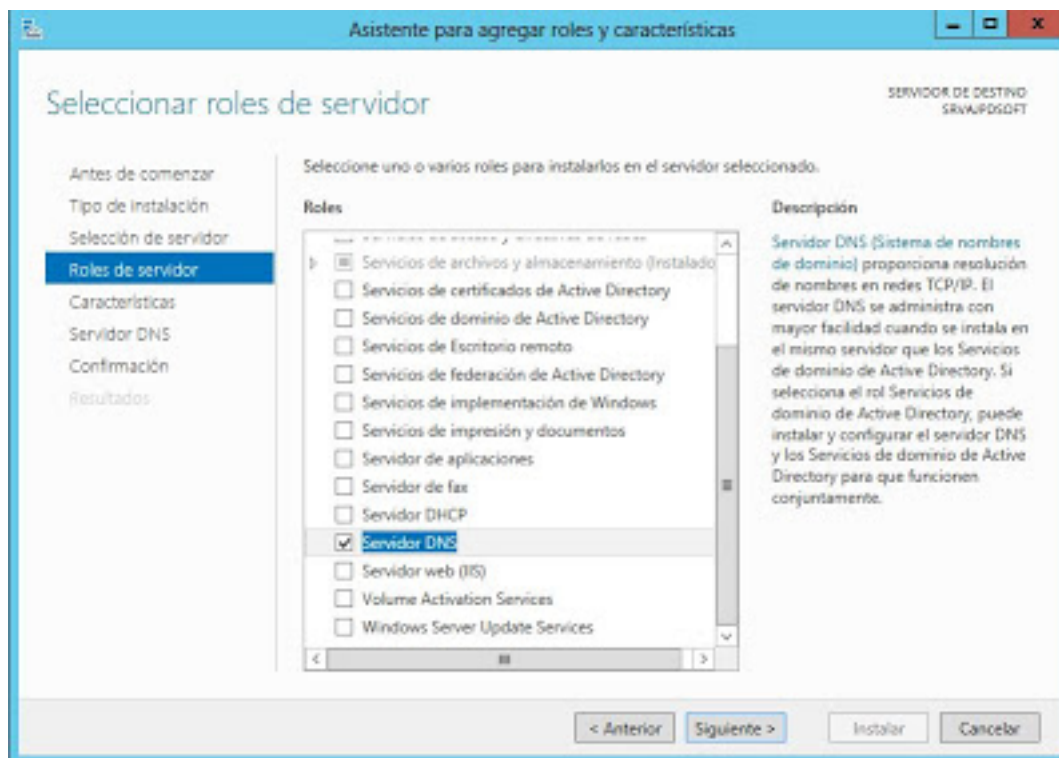 Asistente para agregar roles y características
Seleccionar roles de servidor
SERVIDOR DE DESTINO
SRVAJPDSOFT
Antes de comenzar
Tipo de instalación
Selección de servidor
Roles de servidor
Características
Servidor DNS
Confirmación
Resultados
Seleccione uno o varios roles para instalarlos en el servidor seleccionado.
Roles
Servicios de archivos y almacenamiento (Instalado
Servicios de certificados de Active Directory
Servicios de dominio de Active Directory
Servicios de Escritorio remoto
Servicios de federación de Active Directory
Servicios de implementación de Windows
Servicios de impresión y documentos
Servidor de aplicaciones
Servidor de fax
Servidor DHCP
Servidor DNS
Servidor web (IIS)
Volume Activation Services
Windows Server Update Services
Descripción
Servidor DNS (Sistema de nombres
de dominio) proporciona resolución
de nombres en redes TCP/IP. El
servidor DNS se administra con
mayor facilidad cuando se instala en
el mismo servidor que los Servicios
de dominio de Active Directory. Si
selecciona el rol Servicios de
dominio de Active Directory, puede
instalar y configurar el servidor DNS
y los Servicios de dominio de Active
Directory para que funcionen
conjuntamente.
< Anterior
Siguiente >
Instalar
Cancelar